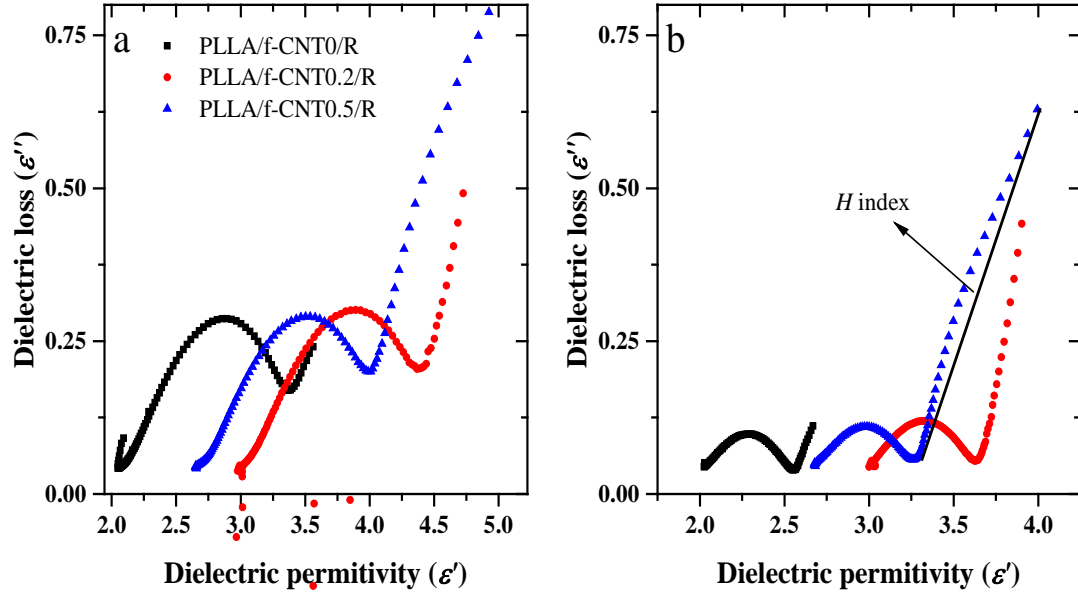 a
PLLA/f-CNT0/R
PLLA/f-CNT0.2/R
PLLA/f-CNT0.5/R
0.75
0.50
0.25
0.00
Dielectric loss (ε'')
2.0 2.5 3.0 3.5 4.0 4.5 5.0
Dielectric permitivity (ε')
b
H index
0.75
0.50
0.25
0.00
Dielectric loss (ε'')
2.0 2.5 3.0 3.5 4.0
Dielectric permitivity (ε')